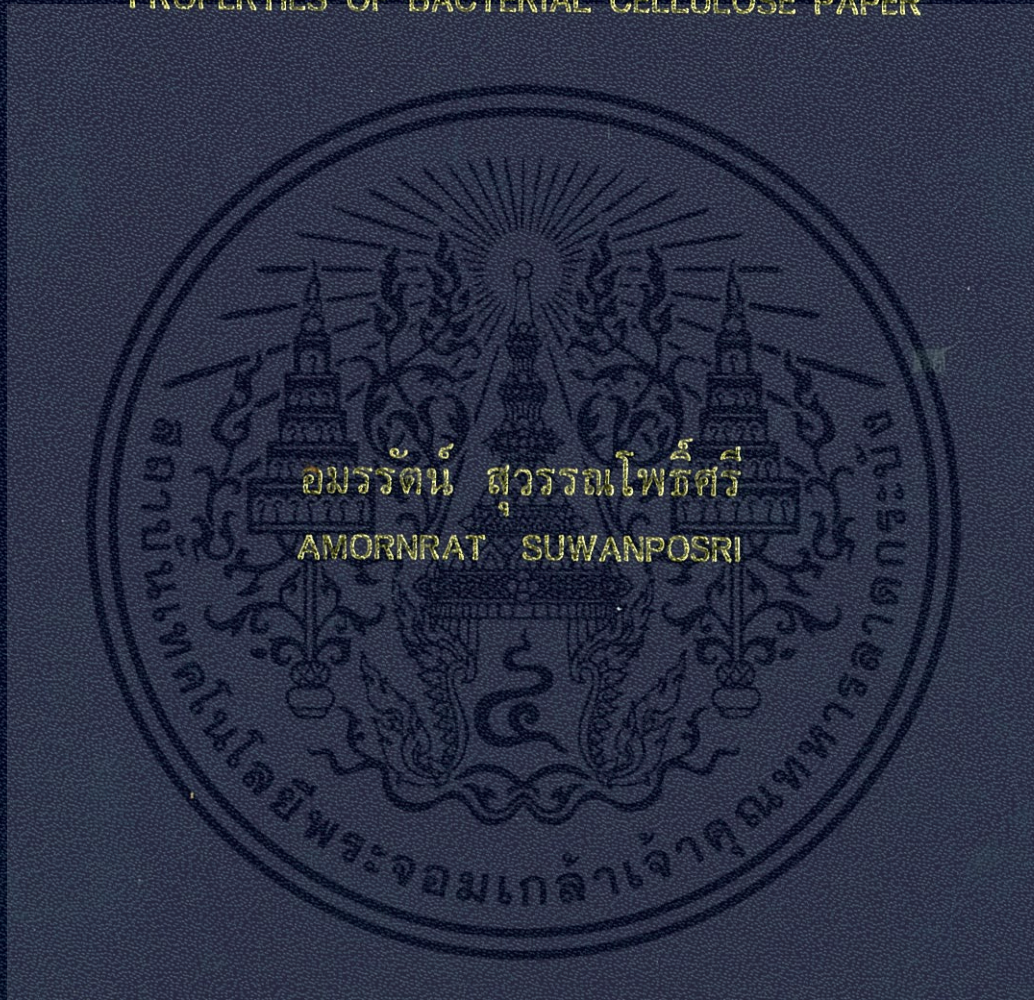 PROPERTIES OF BACTERIAL CELLULOSE PAPER
อมรรัตน์ สุวรรณโพธิ์ศรี
AMORNRAT SUWANPOSRI
สถาบันเทคโนโลยีพระจอมเกล้าเจ้าคุณทหารลาดกระบัง
๔